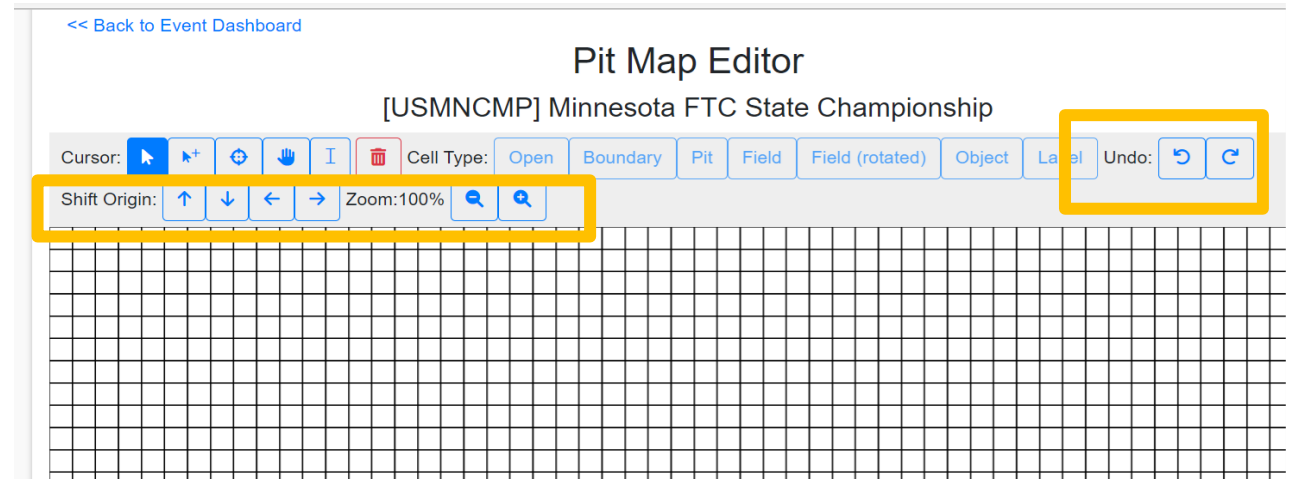 << Back to Event Dashboard
Pit Map Editor
[USMNCMP] Minnesota FTC State Championship
Cursor: Cell Type: Open Boundary Pit Field Field (rotated) Object Label Undo:
Shift Origin: Zoom:100%